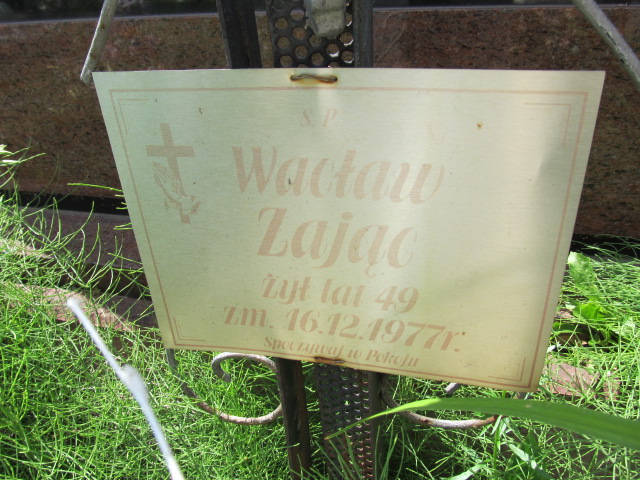 Ś. P.
Wacław
Zając
żył lat 49
zm. 16.12.1977r.
Spoczywaj w Pokoju